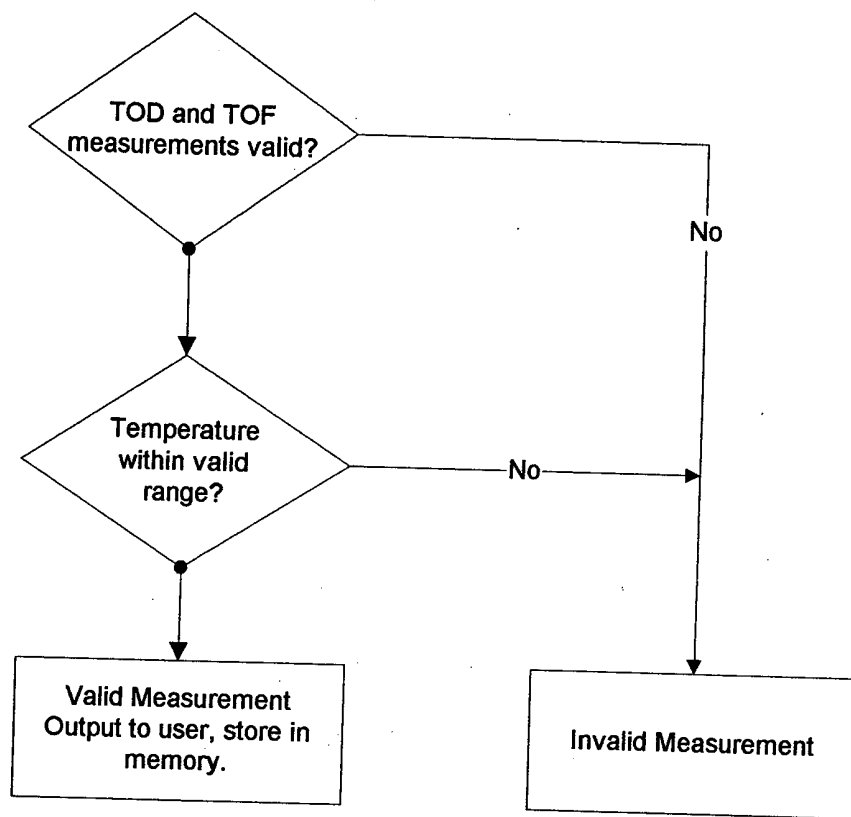 TOD and TOF
measurements valid?
No
Temperature
within valid
range?
No
Valid Measurement
Output to user, store in
memory.
Invalid Measurement